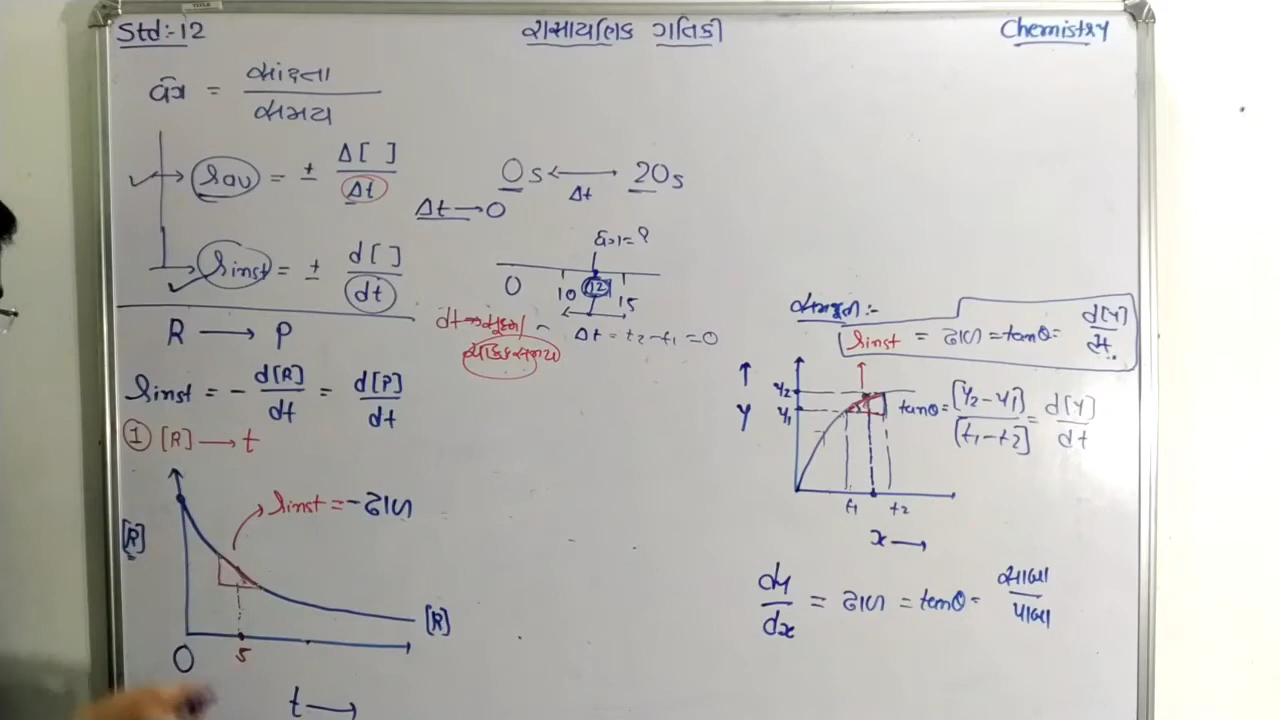 Std:-12
રાસાયણિક ગતિકી
Chemistry
વેગ = સાંદ્રતા / સમય
rav = ± Δ[ ] / Δt
0s ⟷ 20s
Δt
Δt → 0
rinst = ± d[ ] / dt
વેગ = ?
0 10 12 15
Δt = t2 - t1 = 0
dt → સૂક્ષ્મ
R → P
rinst = - d[R] / dt = d[P] / dt
① [R] → t
rinst = - ઢાળ
[R]
[R]
0 5
t →
rinst = ઢાળ = tanθ = d[y] / dt
y
y2
y1
t1 t2
x →
tanθ = [y2 - y1] / [t1 - t2] = d[y] / dt
dy / dx = ઢાળ = tanθ = સાબા / પાબા